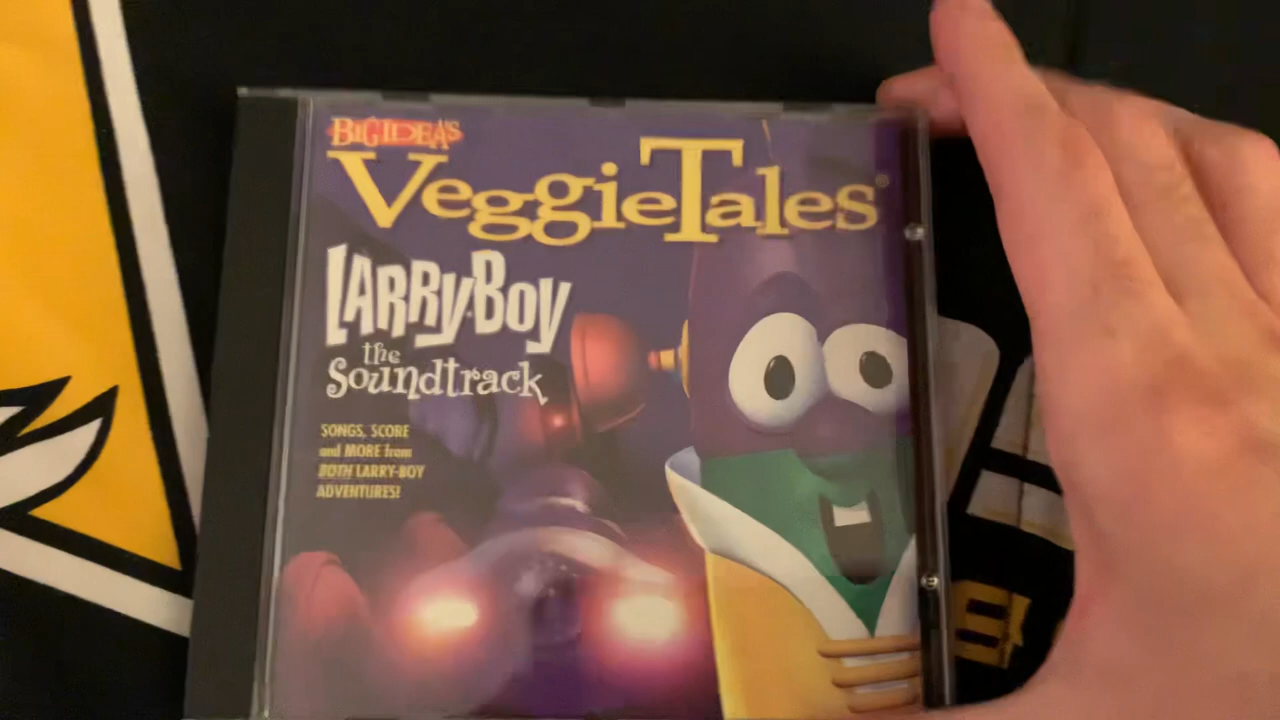 BIG IDEA'S
VeggieTales®
LARRY-BOY
the
Soundtrack
SONGS, SCORE
and MORE from
BOTH LARRY-BOY
ADVENTURES!